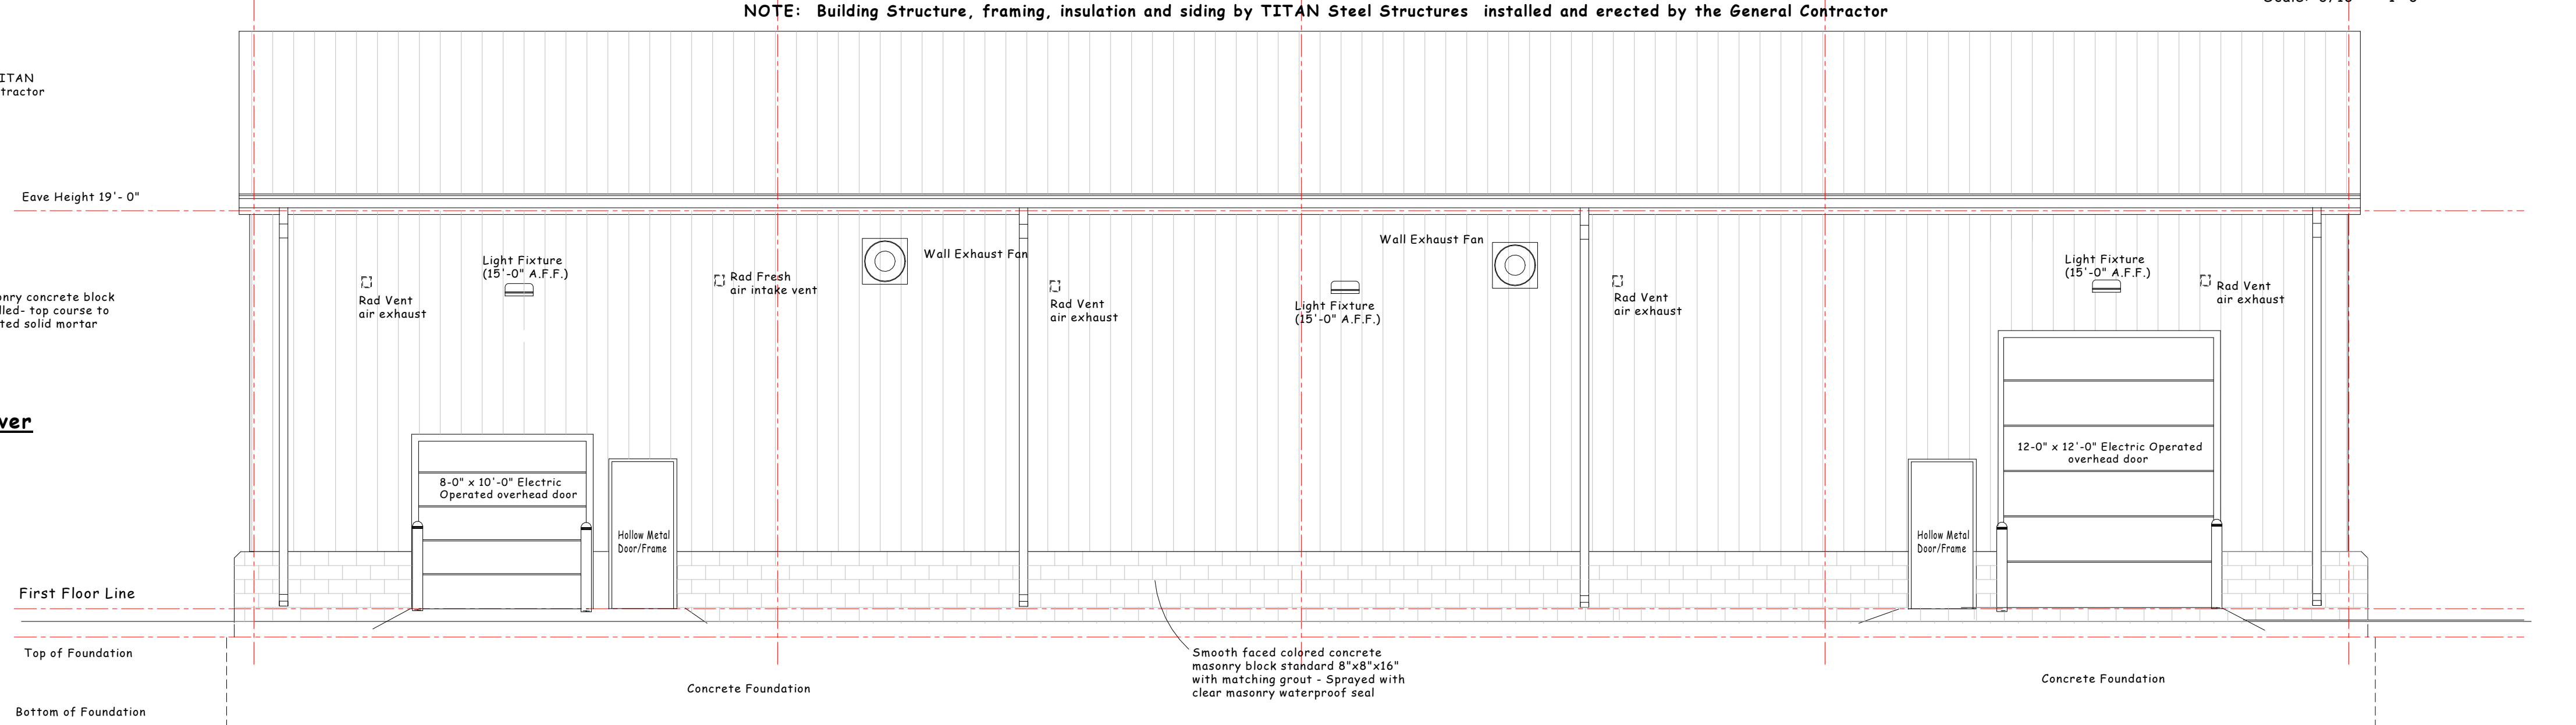 NOTE: Building Structure, framing, insulation and siding by TITAN Steel Structures installed and erected by the General Contractor
ITAN
tractor
Eave Height 19'- 0"
onry concrete block
lled- top course to
ted solid mortar
ver
Rad Vent
air exhaust
Light Fixture
(15'-0" A.F.F.)
Rad Fresh
air intake vent
Wall Exhaust Fan
Rad Vent
air exhaust
Light Fixture
(15'-0" A.F.F.)
Wall Exhaust Fan
Rad Vent
air exhaust
Light Fixture
(15'-0" A.F.F.)
Rad Vent
air exhaust
8-0" x 10'-0" Electric
Operated overhead door
Hollow Metal
Door/Frame
Hollow Metal
Door/Frame
12-0" x 12'-0" Electric Operated
overhead door
First Floor Line
Top of Foundation
Bottom of Foundation
Concrete Foundation
Smooth faced colored concrete
masonry block standard 8"x8"x16"
with matching grout - Sprayed with
clear masonry waterproof seal
Concrete Foundation